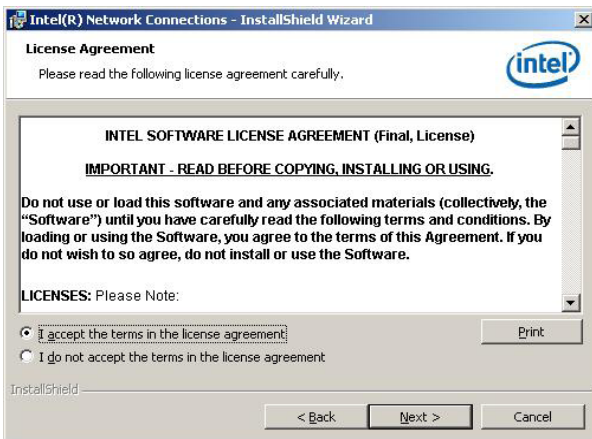 Intel(R) Network Connections - InstallShield Wizard
License Agreement
Please read the following license agreement carefully.
intel
INTEL SOFTWARE LICENSE AGREEMENT (Final, License)
IMPORTANT - READ BEFORE COPYING, INSTALLING OR USING.
Do not use or load this software and any associated materials (collectively, the
“Software”) until you have carefully read the following terms and conditions. By
loading or using the Software, you agree to the terms of this Agreement. If you
do not wish to so agree, do not install or use the Software.
LICENSES: Please Note:
I accept the terms in the license agreement
Print
I do not accept the terms in the license agreement
InstallShield
< Back
Next >
Cancel